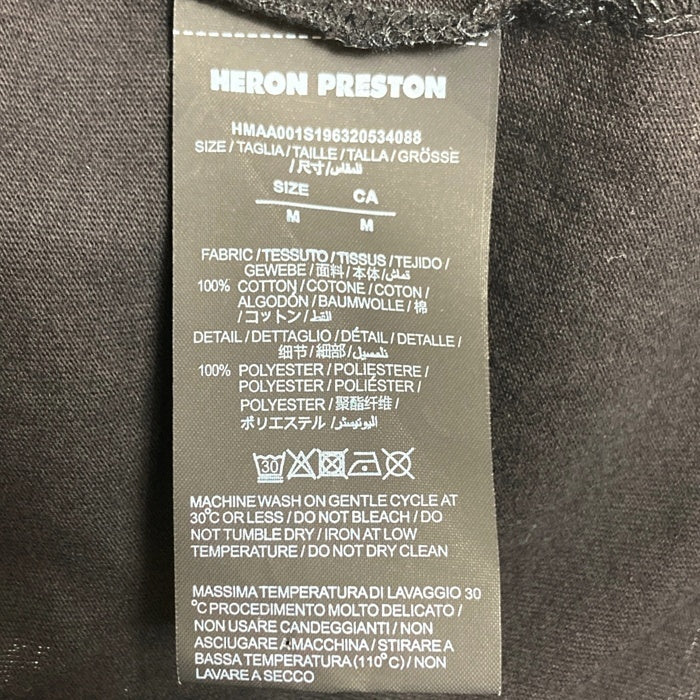 HERON PRESTON
HMAA001S196320534088
SIZE / TAGLIA / TAILLE / TALLA / GRÖSSE
/ 尺寸 / المقاس
SIZE CA
M M
FABRIC / TESSUTO / TISSUS / TEJIDO /
GEWEBE / 面料 / 本体 / قماش
100% COTTON / COTONE / COTON /
ALGODÓN / BAUMWOLLE / 棉
/ コットン / القط
DETAIL / DETTAGLIO / DÉTAIL / DETALLE /
细节 / 細部 /
100% POLYESTER / POLIESTERE /
POLYESTER / POLIÉSTER /
POLYESTER / 聚酯纤维 /
ポリエステル / اليونيستر
30
MACHINE WASH ON GENTLE CYCLE AT
30°C OR LESS / DO NOT BLEACH / DO
NOT TUMBLE DRY / IRON AT LOW
TEMPERATURE / DO NOT DRY CLEAN
MASSIMA TEMPERATURA DI LAVAGGIO 30
°C PROCEDIMENTO MOLTO DELICATO /
NON USARE CANDEGGIANTI / NON
ASCIUGARE A MACCHINA / STIRARE A
BASSA TEMPERATURA (110°C) / NON
LAVARE A SECCO